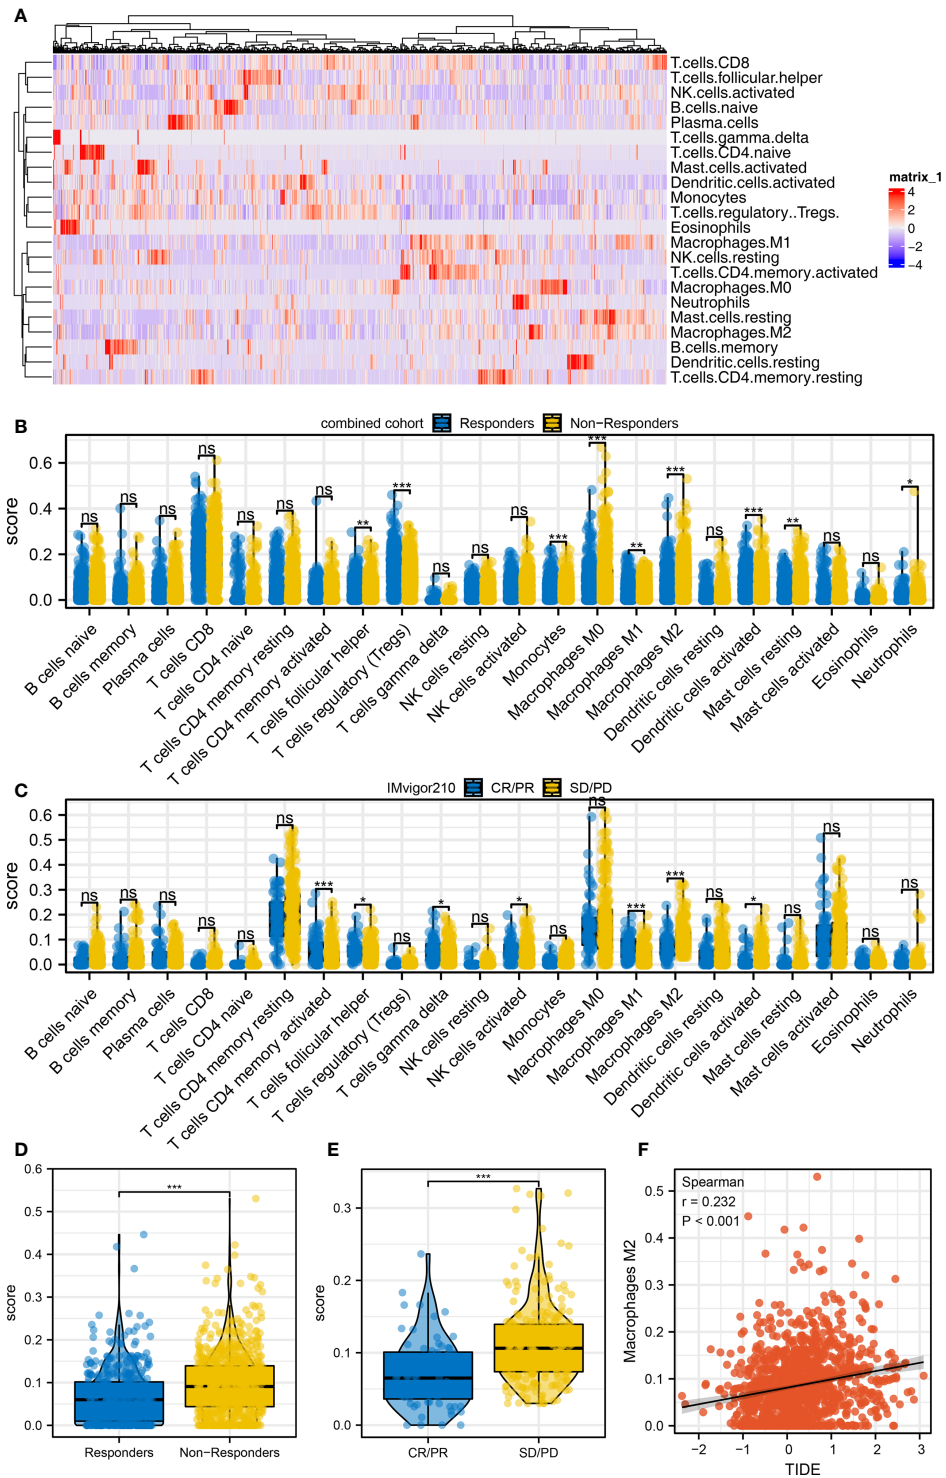 A
T.cells.CD8
T.cells.follicular.helper
NK.cells.activated
B.cells.naive
Plasma.cells
T.cells.gamma.delta
T.cells.CD4.naive
Mast.cells.activated
Dendritic.cells.activated
Monocytes
T.cells.regulatory..Tregs.
Eosinophils
Macrophages.M1
NK.cells.resting
T.cells.CD4.memory.activated
Macrophages.M0
Neutrophils
Mast.cells.resting
Macrophages.M2
B.cells.memory
Dendritic.cells.resting
T.cells.CD4.memory.resting
matrix_1
4
2
0
−2
−4
B
combined cohort Responders Non−Responders
score
0.6
0.4
0.2
0.0
ns ns ns ns ns ns ns ** *** ns ns ns *** *** ** *** ns *** ** ns ns *
B cells naive
B cells memory
Plasma cells
T cells CD8
T cells CD4 naive
T cells CD4 memory resting
T cells CD4 memory activated
T cells follicular helper
T cells regulatory (Tregs)
T cells gamma delta
NK cells resting
NK cells activated
Monocytes
Macrophages M0
Macrophages M1
Macrophages M2
Dendritic cells resting
Dendritic cells activated
Mast cells resting
Mast cells activated
Eosinophils
Neutrophils
C
IMvigor210 CR/PR SD/PD
score
0.6
0.5
0.4
0.3
0.2
0.1
0.0
ns ns ns ns ns ns *** * ns * ns * ns ns *** *** ns * ns ns ns ns
B cells naive
B cells memory
Plasma cells
T cells CD8
T cells CD4 naive
T cells CD4 memory resting
T cells CD4 memory activated
T cells follicular helper
T cells regulatory (Tregs)
T cells gamma delta
NK cells resting
NK cells activated
Monocytes
Macrophages M0
Macrophages M1
Macrophages M2
Dendritic cells resting
Dendritic cells activated
Mast cells resting
Mast cells activated
Eosinophils
Neutrophils
D
score
0.6
0.5
0.4
0.3
0.2
0.1
0.0
***
Responders Non−Responders
E
score
0.3
0.2
0.1
0.0
***
CR/PR SD/PD
F
Macrophages M2
0.5
0.4
0.3
0.2
0.1
0.0
Spearman
r = 0.232
P < 0.001
−2 −1 0 1 2 3
TIDE